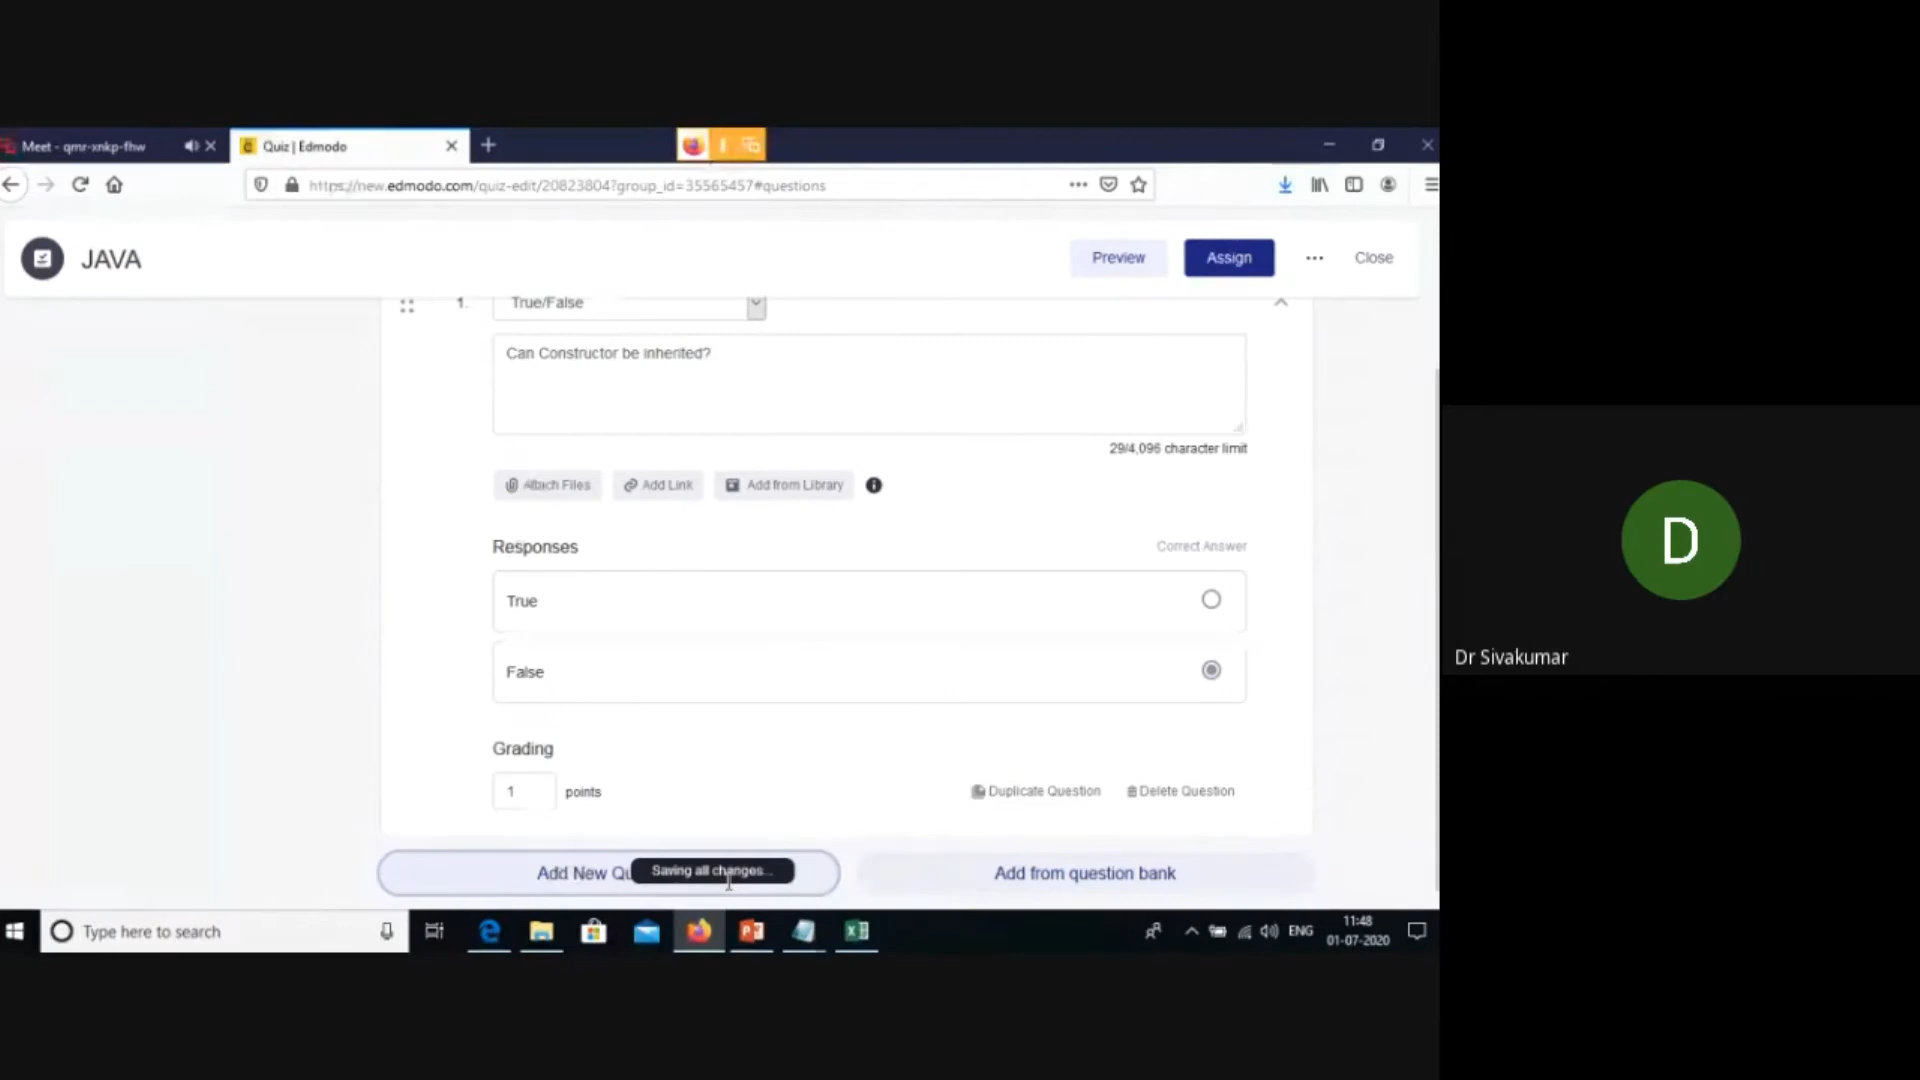 Meet - qmr-xnkp-fhw
Quiz | Edmodo
https://new.edmodo.com/quiz-edit/20823804?group_id=35565457#questions
JAVA
Preview
Assign
Close
1.
True/False
Can Constructor be inherited?
29/4,096 character limit
Attach Files
Add Link
Add from Library
Responses
Correct Answer
True
False
Grading
1
points
Duplicate Question
Delete Question
Add New Qu
Saving all changes...
Add from question bank
D
Dr Sivakumar
Type here to search
ENG
11:48
01-07-2020